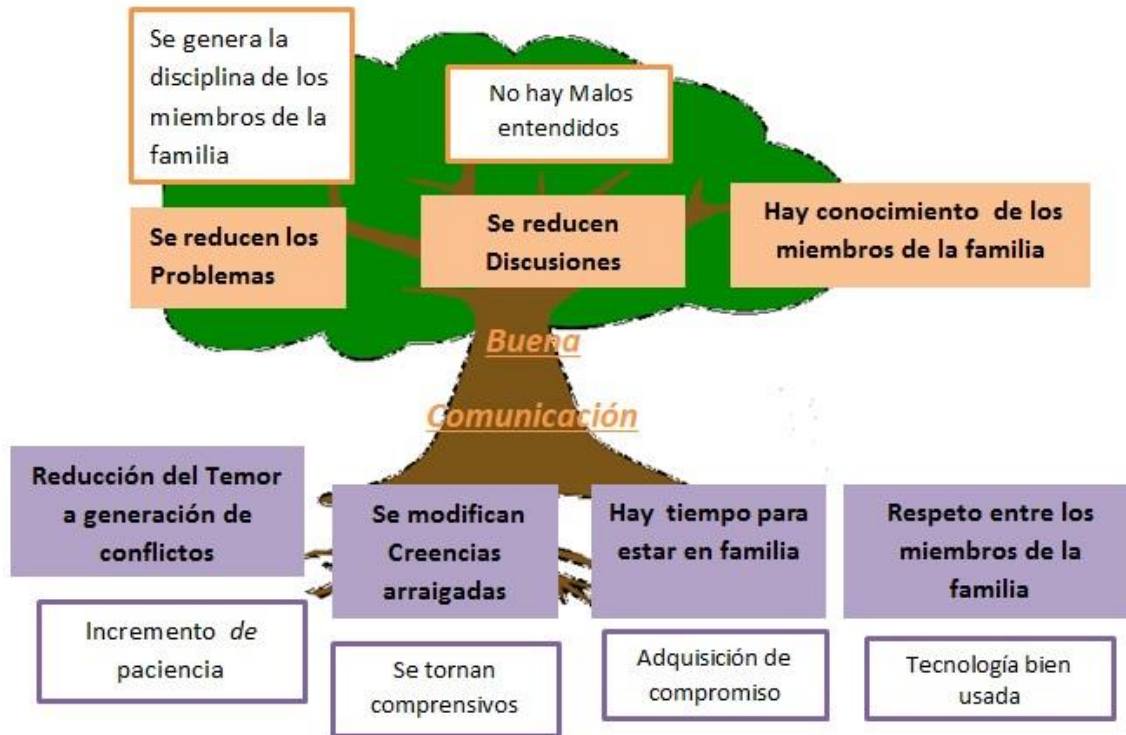 Se genera la
disciplina de los
miembros de la
familia
No hay Malos
entendidos
Se reducen los
Problemas
Se reducen
Discusiones
Hay conocimiento de los
miembros de la familia
Buena
Comunicación
Reducción del Temor
a generación de
conflictos
Se modifican
Creencias
arraigadas
Hay tiempo para
estar en familia
Respeto entre los
miembros de la
familia
Incremento de
paciencia
Se tornan
comprensivos
Adquisición de
compromiso
Tecnología bien
usada